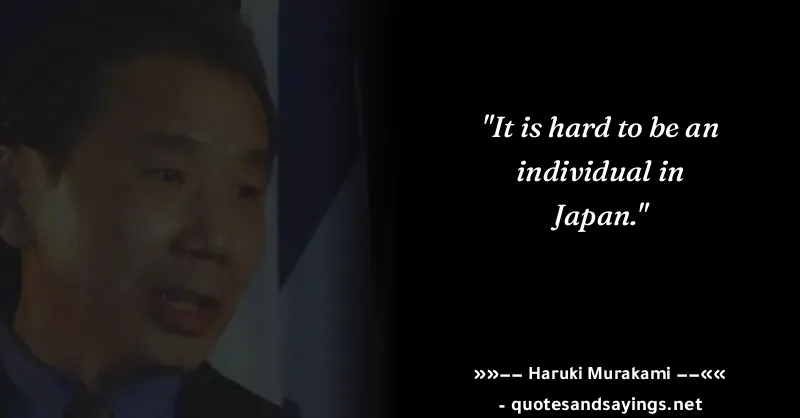 "It is hard to be an
individual in
Japan."
»»—— Haruki Murakami ——««
- quotesandsayings.net